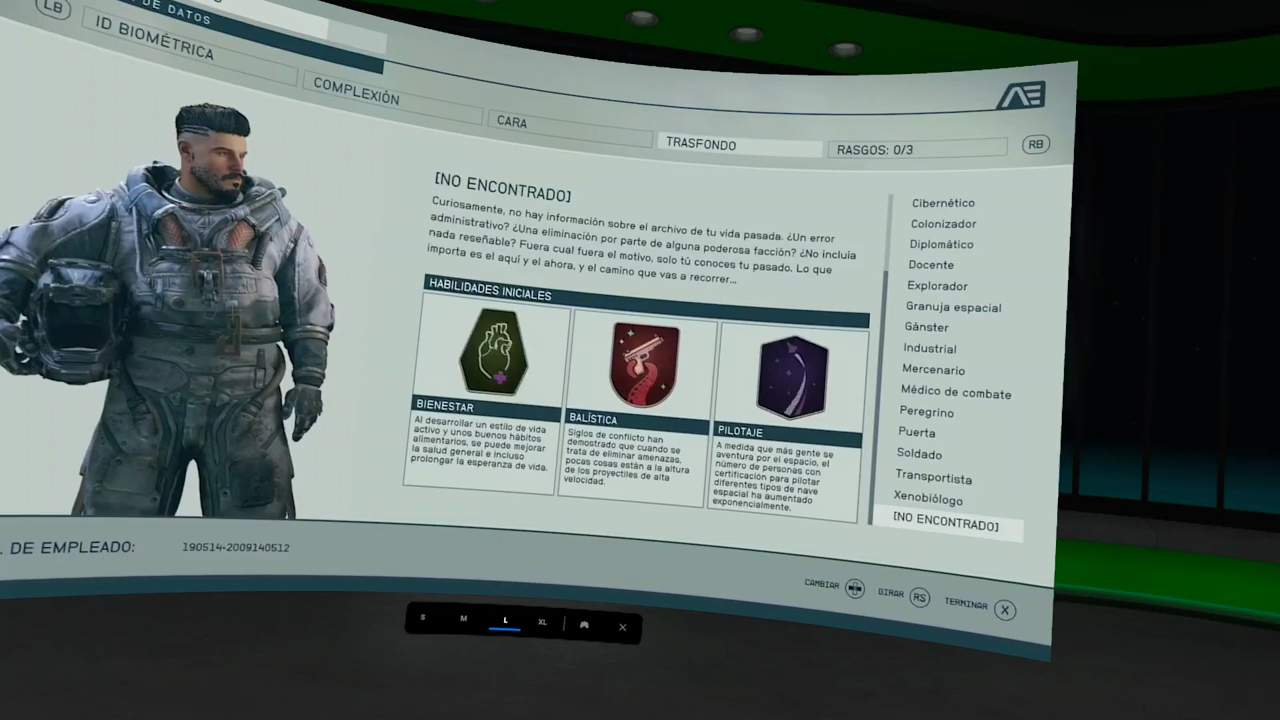 LB
DE DATOS
ID BIOMÉTRICA
COMPLEXIÓN
CARA
TRASFONDO
RASGOS: 0/3
RB
AE
[NO ENCONTRADO]
Curiosamente, no hay información sobre el archivo de tu vida pasada. ¿Un error
administrativo? ¿Una eliminación por parte de alguna poderosa facción? ¿No incluía
nada reseñable? Fuera cual fuera el motivo, solo tú conoces tu pasado. Lo que
importa es el aquí y el ahora, y el camino que vas a recorrer...
HABILIDADES INICIALES
BIENESTAR
Al desarrollar un estilo de vida
activo y unos buenos hábitos
alimentarios, se puede mejorar
la salud general e incluso
prolongar la esperanza de vida.
BALÍSTICA
Siglos de conflicto han
demostrado que cuando se
trata de eliminar amenazas,
pocas cosas están a la altura
de los proyectiles de alta
velocidad.
PILOTAJE
A medida que más gente se
aventura por el espacio, el
número de personas con
certificación para pilotar
diferentes tipos de nave
espacial ha aumentado
exponencialmente.
Cibernético
Colonizador
Diplomático
Docente
Explorador
Granuja espacial
Gánster
Industrial
Mercenario
Médico de combate
Peregrino
Puerta
Soldado
Transportista
Xenobiólogo
[NO ENCONTRADO]
. DE EMPLEADO:
190514-2009140512
CAMBIAR
GIRAR RS
TERMINAR X
S M L XL